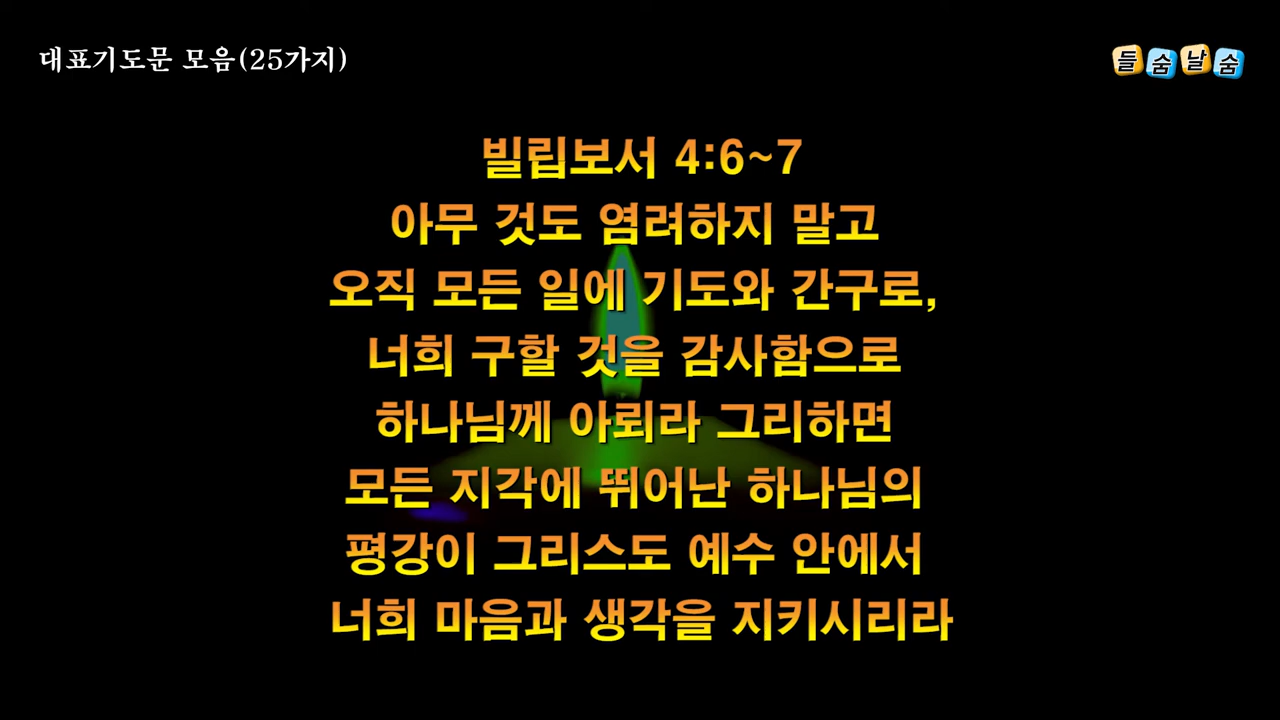 대표기도문 모음(25가지)
들숨날숨
빌립보서 4:6~7
아무 것도 염려하지 말고
오직 모든 일에 기도와 간구로,
너희 구할 것을 감사함으로
하나님께 아뢰라 그리하면
모든 지각에 뛰어난 하나님의
평강이 그리스도 예수 안에서
너희 마음과 생각을 지키시리라